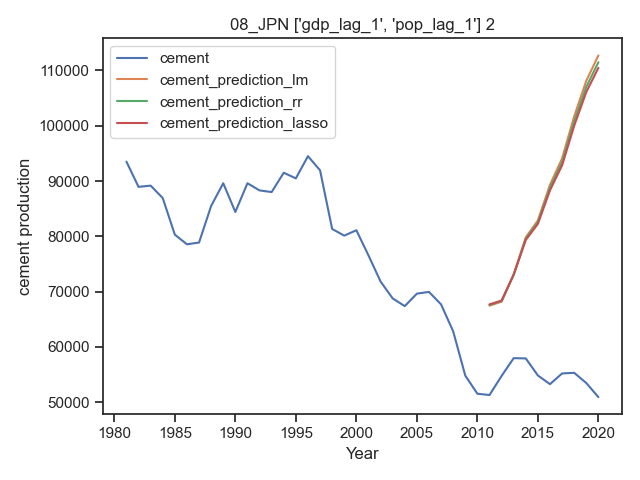 08_JPN ['gdp_lag_1', 'pop_lag_1'] 2
cement
cement_prediction_lm
cement_prediction_rr
cement_prediction_lasso
110000
100000
90000
80000
70000
60000
50000
cement production
1980
1985
1990
1995
2000
2005
2010
2015
2020
Year